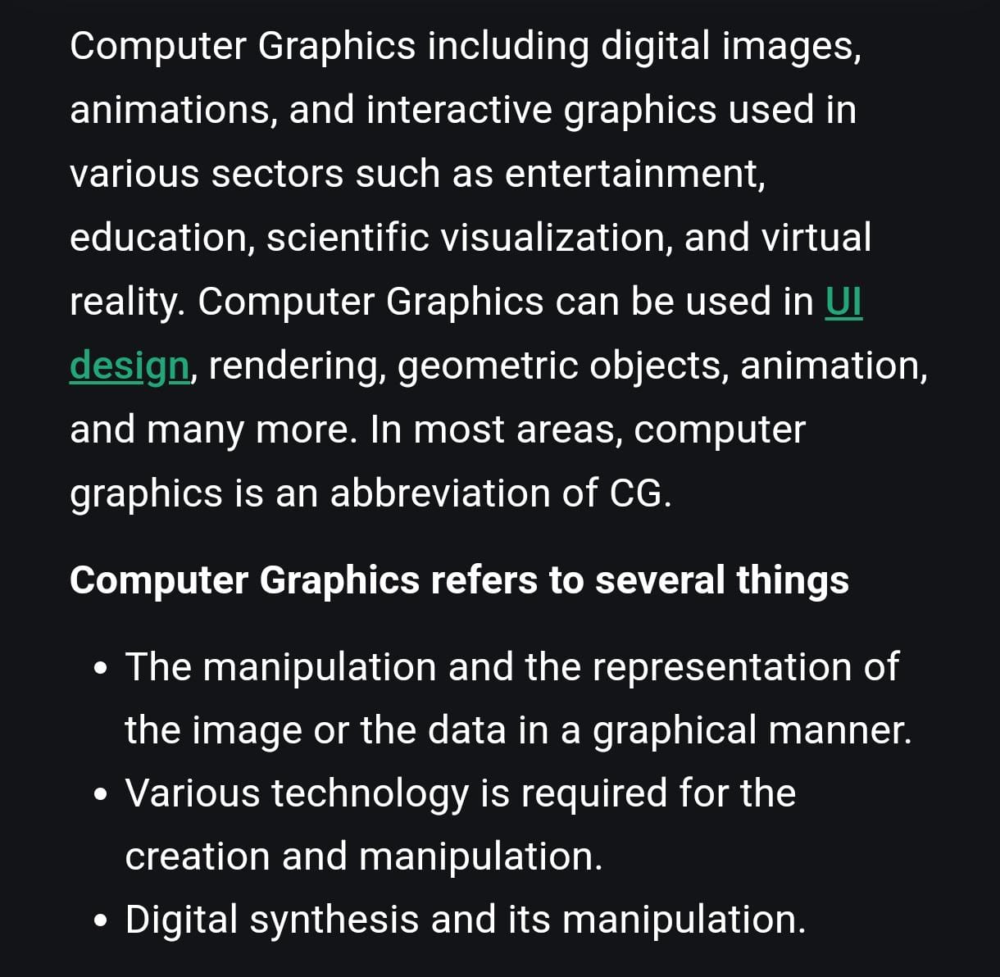 Computer Graphics including digital images,
animations, and interactive graphics used in
various sectors such as entertainment,
education, scientific visualization, and virtual
reality. Computer Graphics can be used in UI
design, rendering, geometric objects, animation,
and many more. In most areas, computer
graphics is an abbreviation of CG.
Computer Graphics refers to several things
• The manipulation and the representation of
the image or the data in a graphical manner.
• Various technology is required for the
creation and manipulation.
• Digital synthesis and its manipulation.